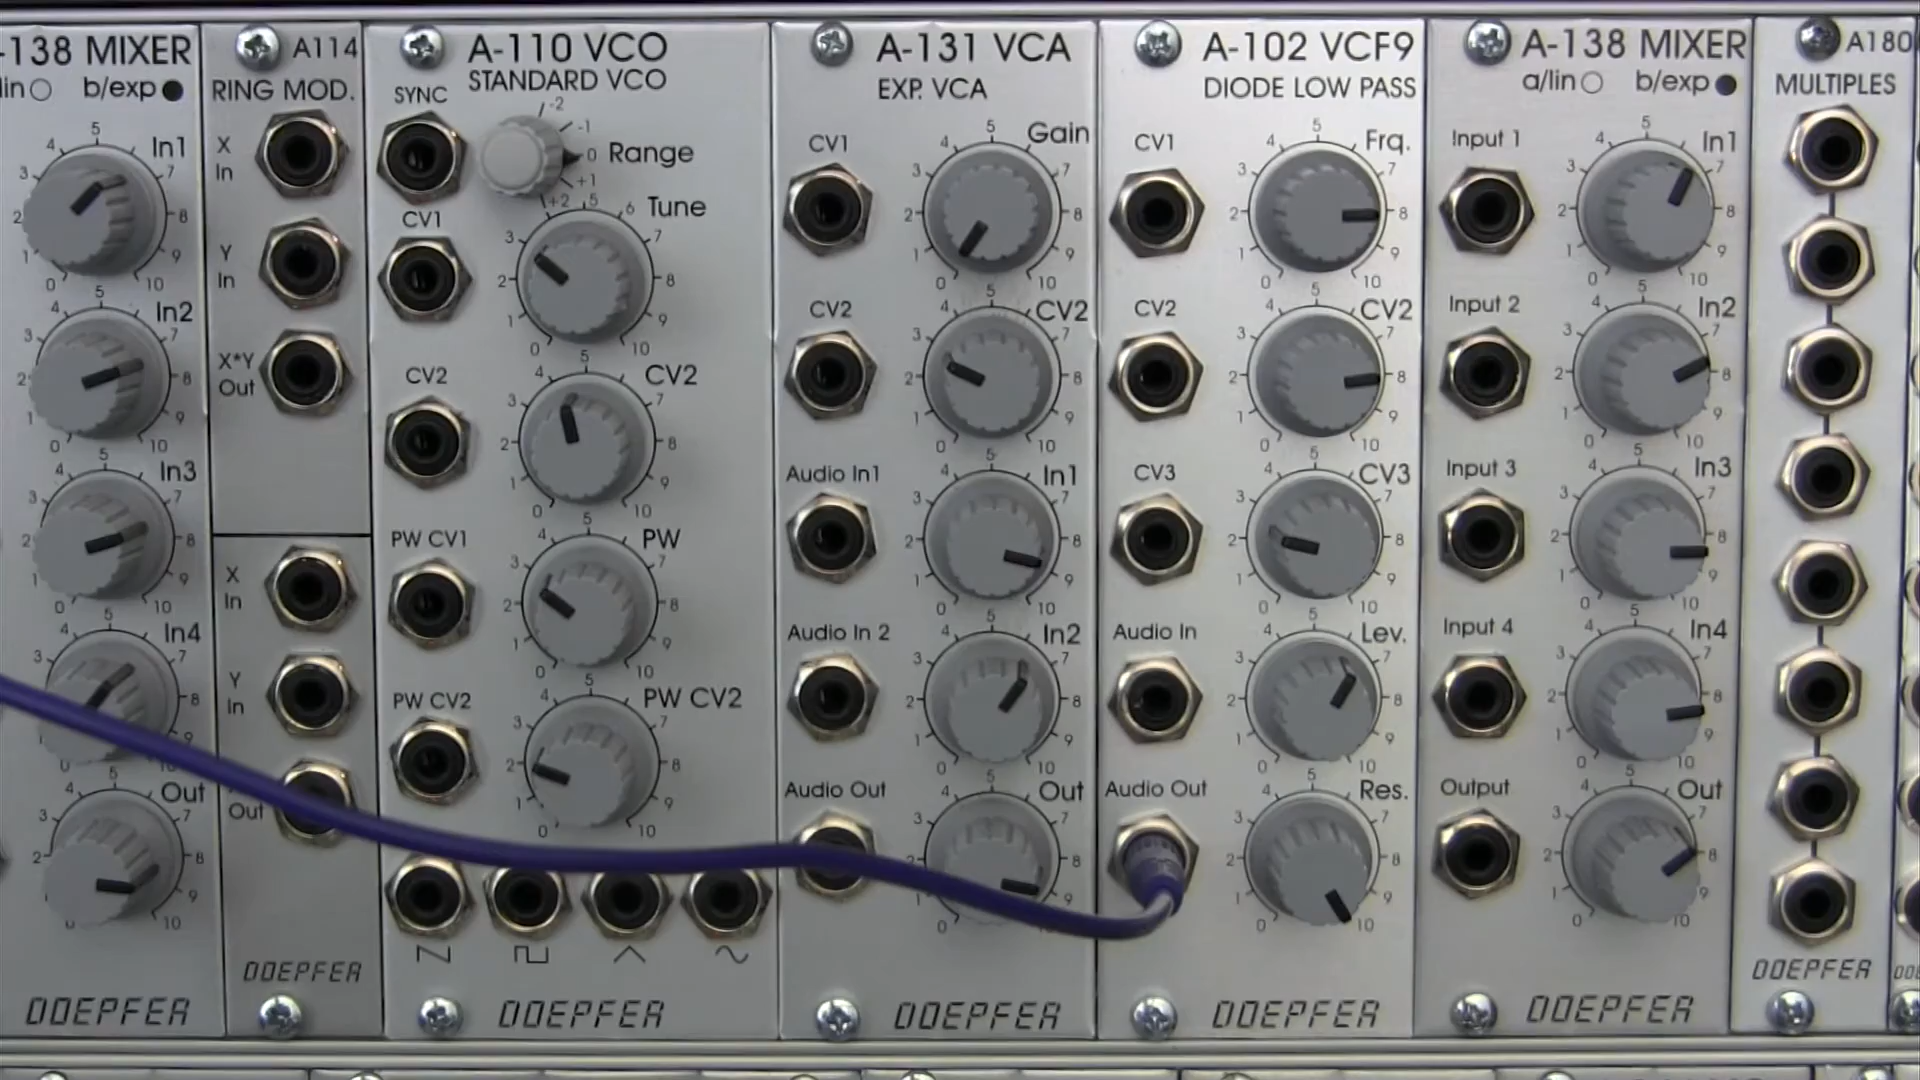 -138 MIXER
lin b/exp
In1
In2
In3
In4
Out
DOEPFER
A114
RING MOD.
X
In
Y
In
X*Y
Out
X
In
Y
In
Out
DOEPFER
A-110 VCO
STANDARD VCO
SYNC
-2
-1
0
+1
+2
Range
Tune
CV1
CV2
CV2
PW CV1
PW
PW CV2
PW CV2
DOEPFER
A-131 VCA
EXP. VCA
CV1
Gain
CV2
CV2
Audio In1
In1
Audio In 2
In2
Audio Out
Out
DOEPFER
A-102 VCF9
DIODE LOW PASS
CV1
Frq.
CV2
CV2
CV3
CV3
Audio In
Lev.
Audio Out
Res.
DOEPFER
A-138 MIXER
a/lin b/exp
Input 1
In1
Input 2
In2
Input 3
In3
Input 4
In4
Output
Out
DOEPFER
A180
MULTIPLES
DOEPFER